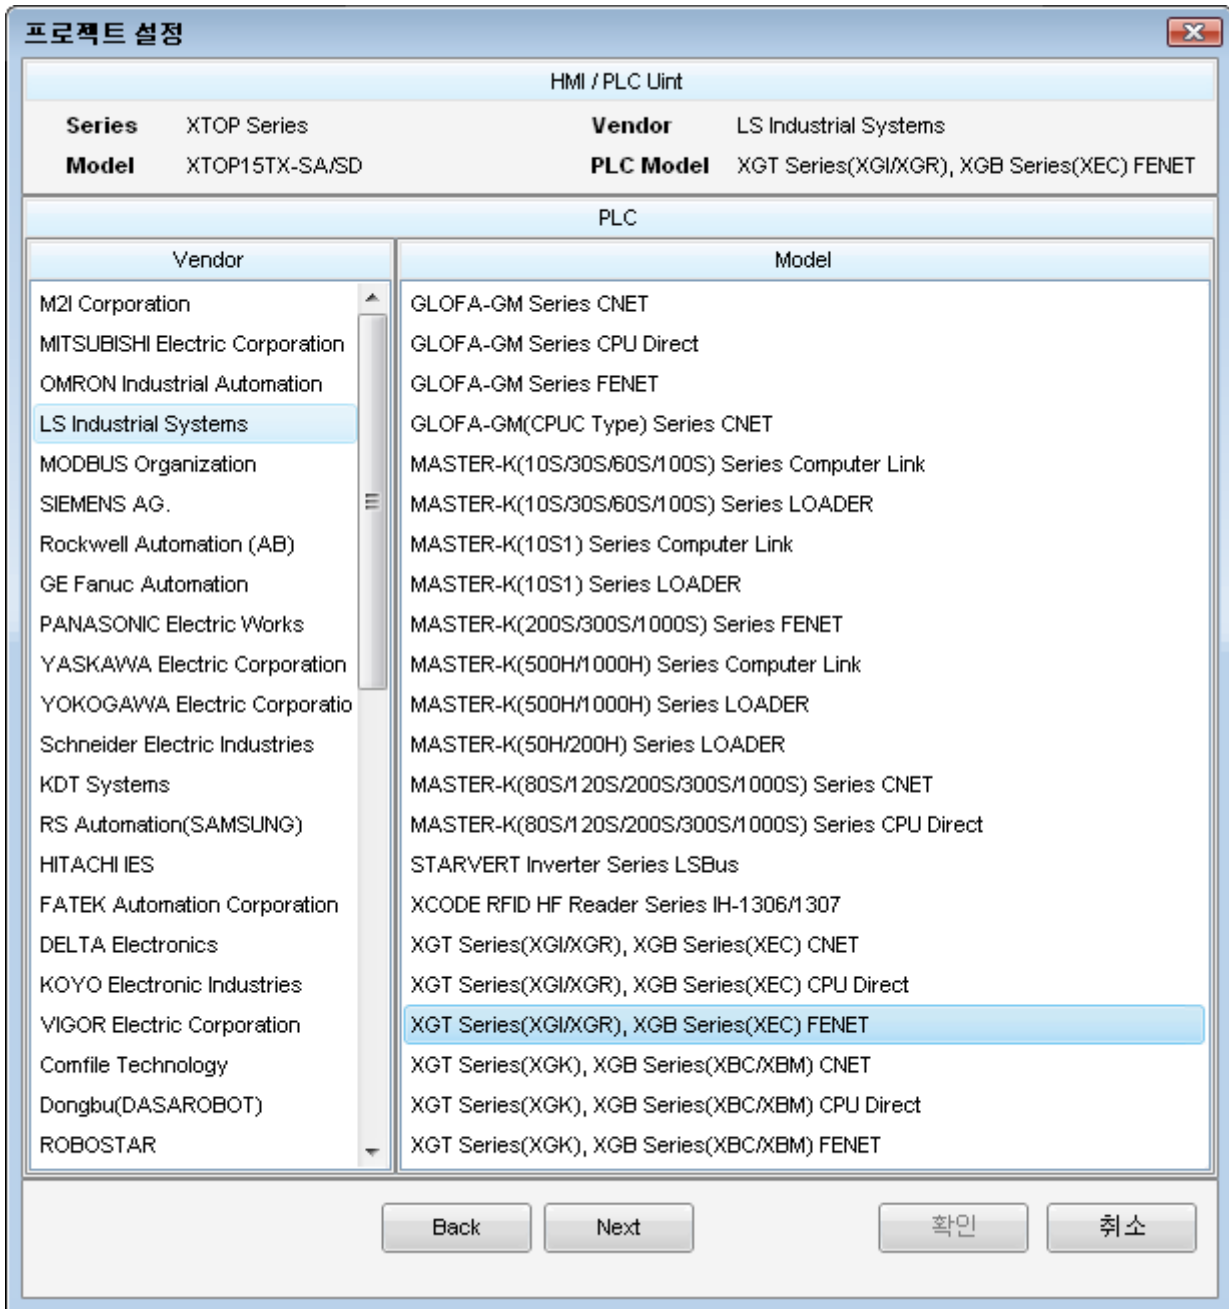 프로젝트 설정
HMI / PLC Uint
Series XTOP Series Vendor LS Industrial Systems
Model XTOP15TX-SA/SD PLC Model XGT Series(XGI/XGR), XGB Series(XEC) FENET
PLC
Vendor
M2I Corporation
MITSUBISHI Electric Corporation
OMRON Industrial Automation
LS Industrial Systems
MODBUS Organization
SIEMENS AG.
Rockwell Automation (AB)
GE Fanuc Automation
PANASONIC Electric Works
YASKAWA Electric Corporation
YOKOGAWA Electric Corporatio
Schneider Electric Industries
KDT Systems
RS Automation(SAMSUNG)
HITACHI IES
FATEK Automation Corporation
DELTA Electronics
KOYO Electronic Industries
VIGOR Electric Corporation
Comfile Technology
Dongbu(DASAROBOT)
ROBOSTAR
Model
GLOFA-GM Series CNET
GLOFA-GM Series CPU Direct
GLOFA-GM Series FENET
GLOFA-GM(CPUC Type) Series CNET
MASTER-K(10S/30S/60S/100S) Series Computer Link
MASTER-K(10S/30S/60S/100S) Series LOADER
MASTER-K(10S1) Series Computer Link
MASTER-K(10S1) Series LOADER
MASTER-K(200S/300S/1000S) Series FENET
MASTER-K(500H/1000H) Series Computer Link
MASTER-K(500H/1000H) Series LOADER
MASTER-K(50H/200H) Series LOADER
MASTER-K(80S/120S/200S/300S/1000S) Series CNET
MASTER-K(80S/120S/200S/300S/1000S) Series CPU Direct
STARVERT Inverter Series LSBus
XCODE RFID HF Reader Series IH-1306/1307
XGT Series(XGI/XGR), XGB Series(XEC) CNET
XGT Series(XGI/XGR), XGB Series(XEC) CPU Direct
XGT Series(XGI/XGR), XGB Series(XEC) FENET
XGT Series(XGK), XGB Series(XBC/XBM) CNET
XGT Series(XGK), XGB Series(XBC/XBM) CPU Direct
XGT Series(XGK), XGB Series(XBC/XBM) FENET
Back Next 확인 취소